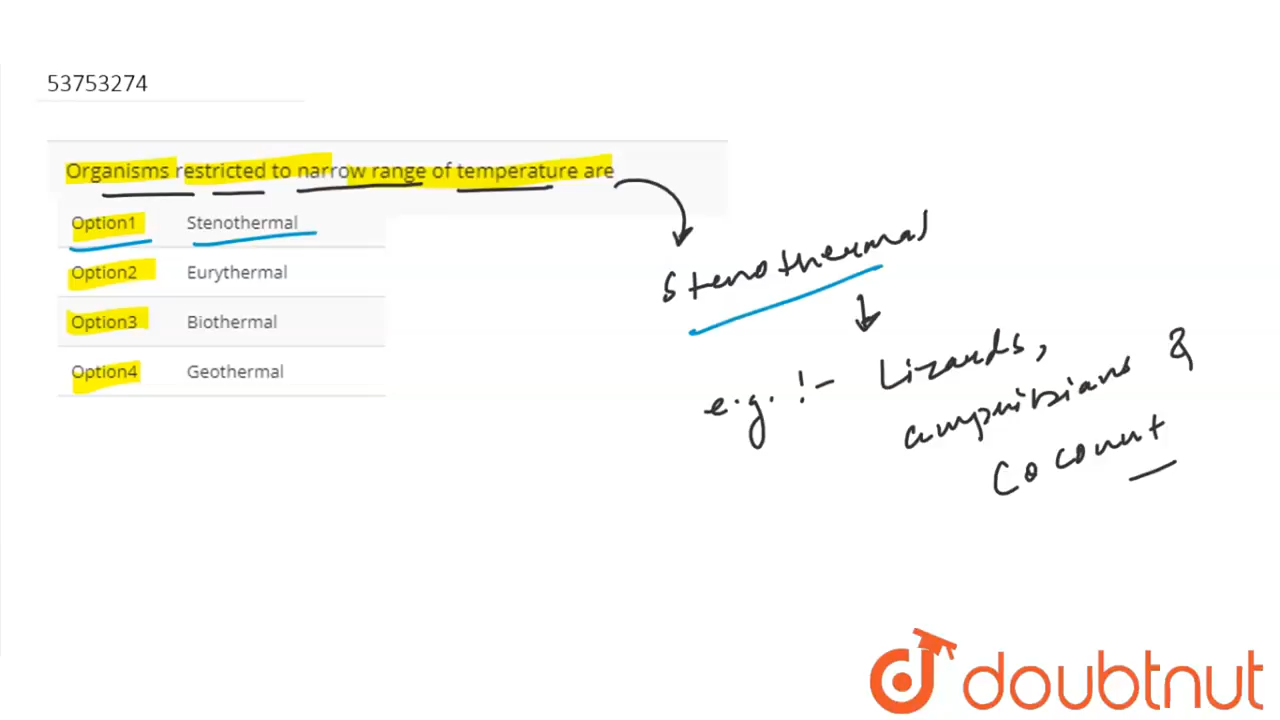 53753274
Organisms restricted to narrow range of temperature are
Option1 Stenothermal
Option2 Eurythermal
Option3 Biothermal
Option4 Geothermal
Stenothermal
e.g. :- Lizards,
amphibians &
Coconut
doubtnut